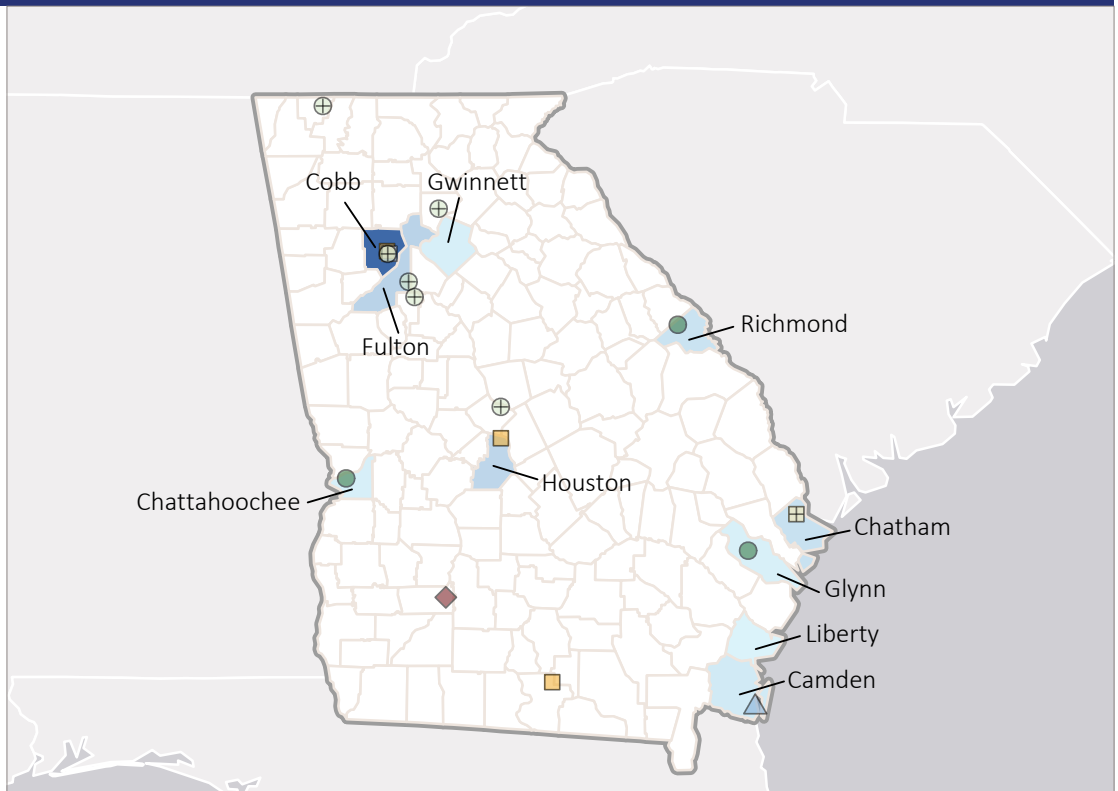 Cobb
Gwinnett
Fulton
Richmond
Houston
Chattahoochee
Chatham
Glynn
Liberty
Camden